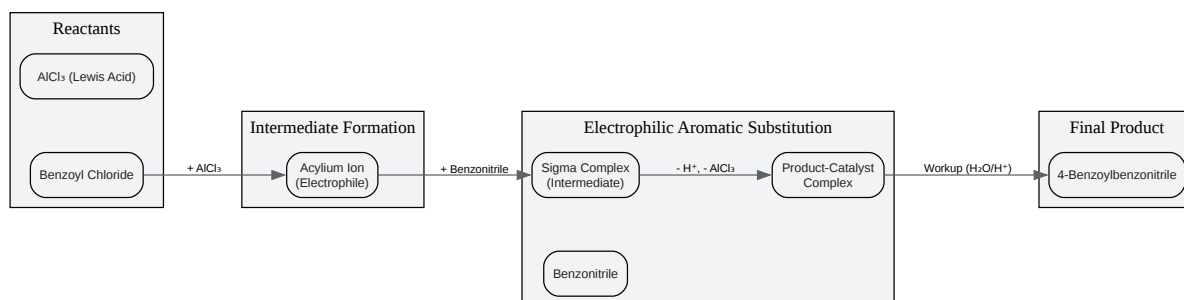 Reactants
AlCl₃ (Lewis Acid)
Benzoyl Chloride
+ AlCl₃
Intermediate Formation
Acylium Ion
(Electrophile)
+ Benzonitrile
Electrophilic Aromatic Substitution
Sigma Complex
(Intermediate)
- H⁺, - AlCl₃
Product-Catalyst
Complex
Benzonitrile
Workup (H₂O/H⁺)
Final Product
4-Benzoylbenzonitrile